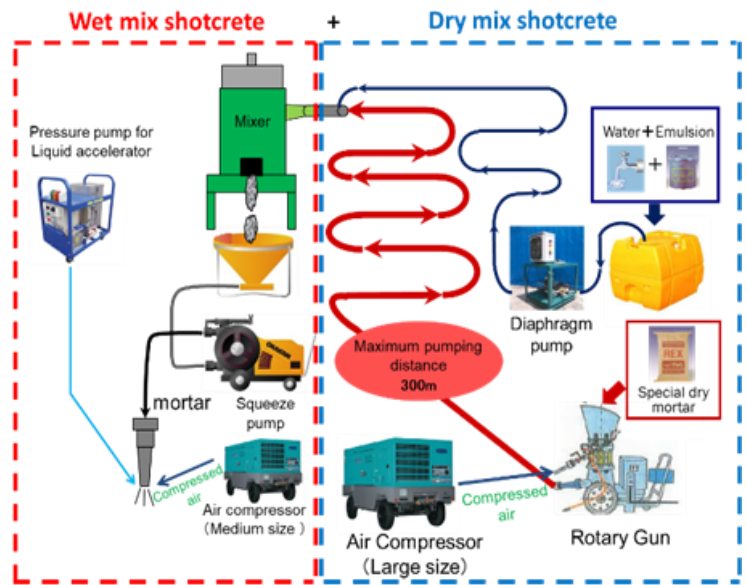 Wet mix shotcrete + Dry mix shotcrete
Pressure pump for
Liquid accelerator
Mixer
Water + Emulsion
+
Diaphragm
pump
Maximum pumping
distance
300m
REX
Special dry
mortar
mortar
Squeeze
pump
Compressed
air
Air compressor
(Medium size)
Compressed
air
Air Compressor
(Large size)
Rotary Gun